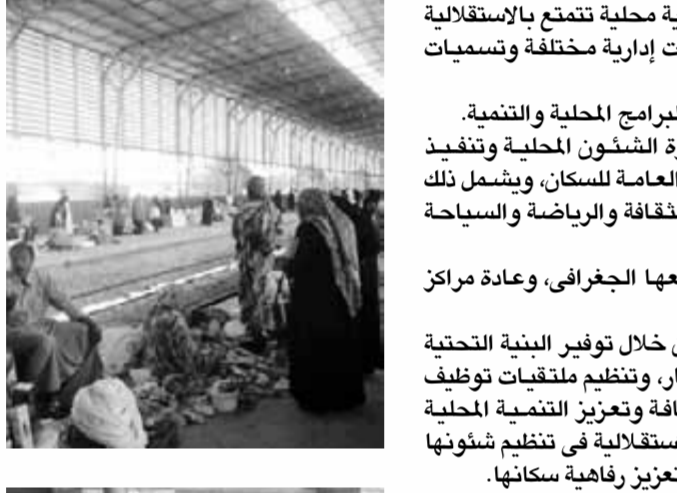 ية محلية تتمتع بالاستقلالية
ت إدارية مختلفة وتسميات
لبرامج المحلية والتنمية.
ة الشئون المحلية وتنفيذ
العامة للسكان، ويشمل ذلك
ثقافة والرياضة والسياحة
عها الجغرافى، وعادة مراكز
خلال توفير البنية التحتية
ار، وتنظيم ملتقيات توظيف
افة وتعزيز التنمية المحلية
ستقلالية فى تنظيم شئونها
تعزيز رفاهية سكانها.